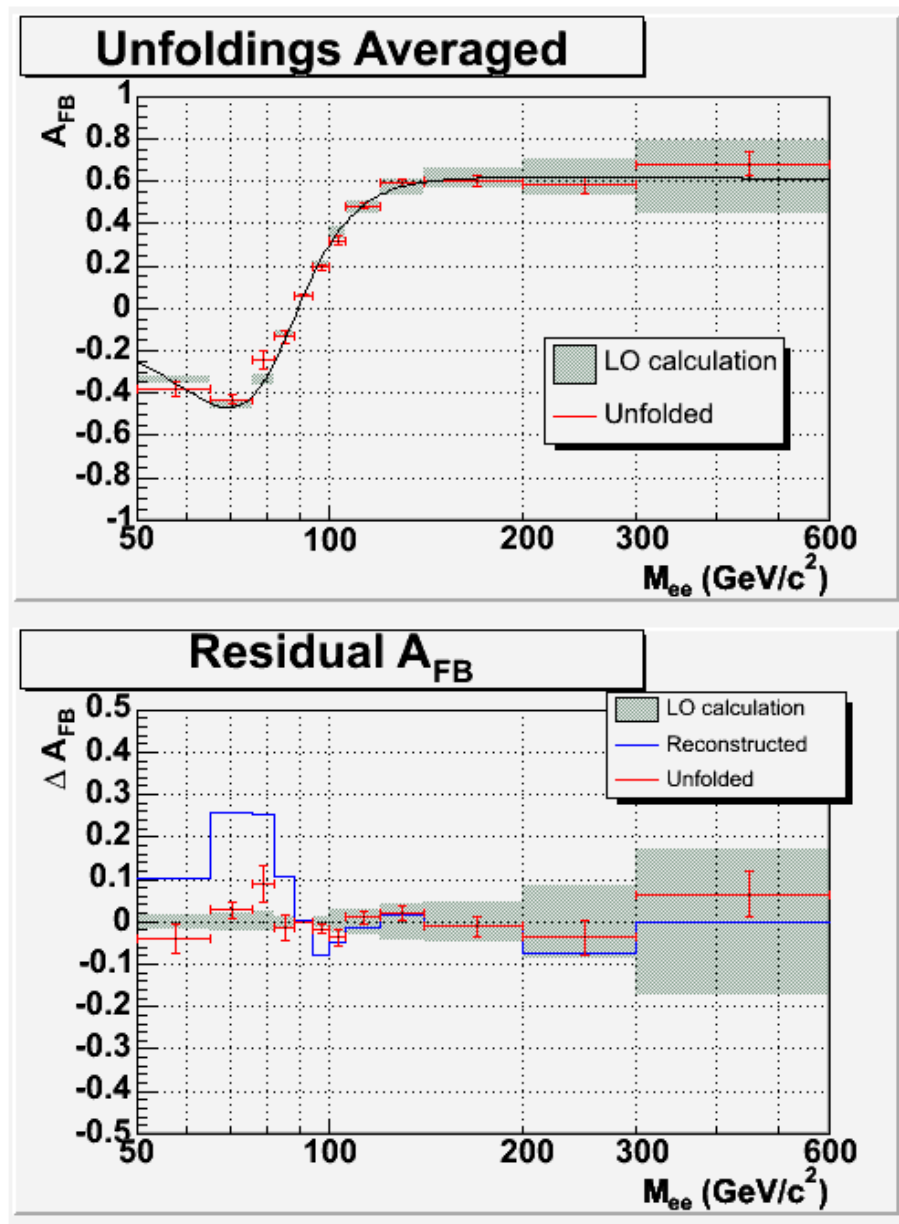 Unfoldings Averaged
A_FB
1
0.8
0.6
0.4
0.2
0
-0.2
-0.4
-0.6
-0.8
-1
LO calculation
Unfolded
50 100 200 300 600
M_ee (GeV/c^2)
Residual A_FB
Δ A_FB
0.5
0.4
0.3
0.2
0.1
0
-0.1
-0.2
-0.3
-0.4
-0.5
LO calculation
Reconstructed
Unfolded
50 100 200 300 600
M_ee (GeV/c^2)